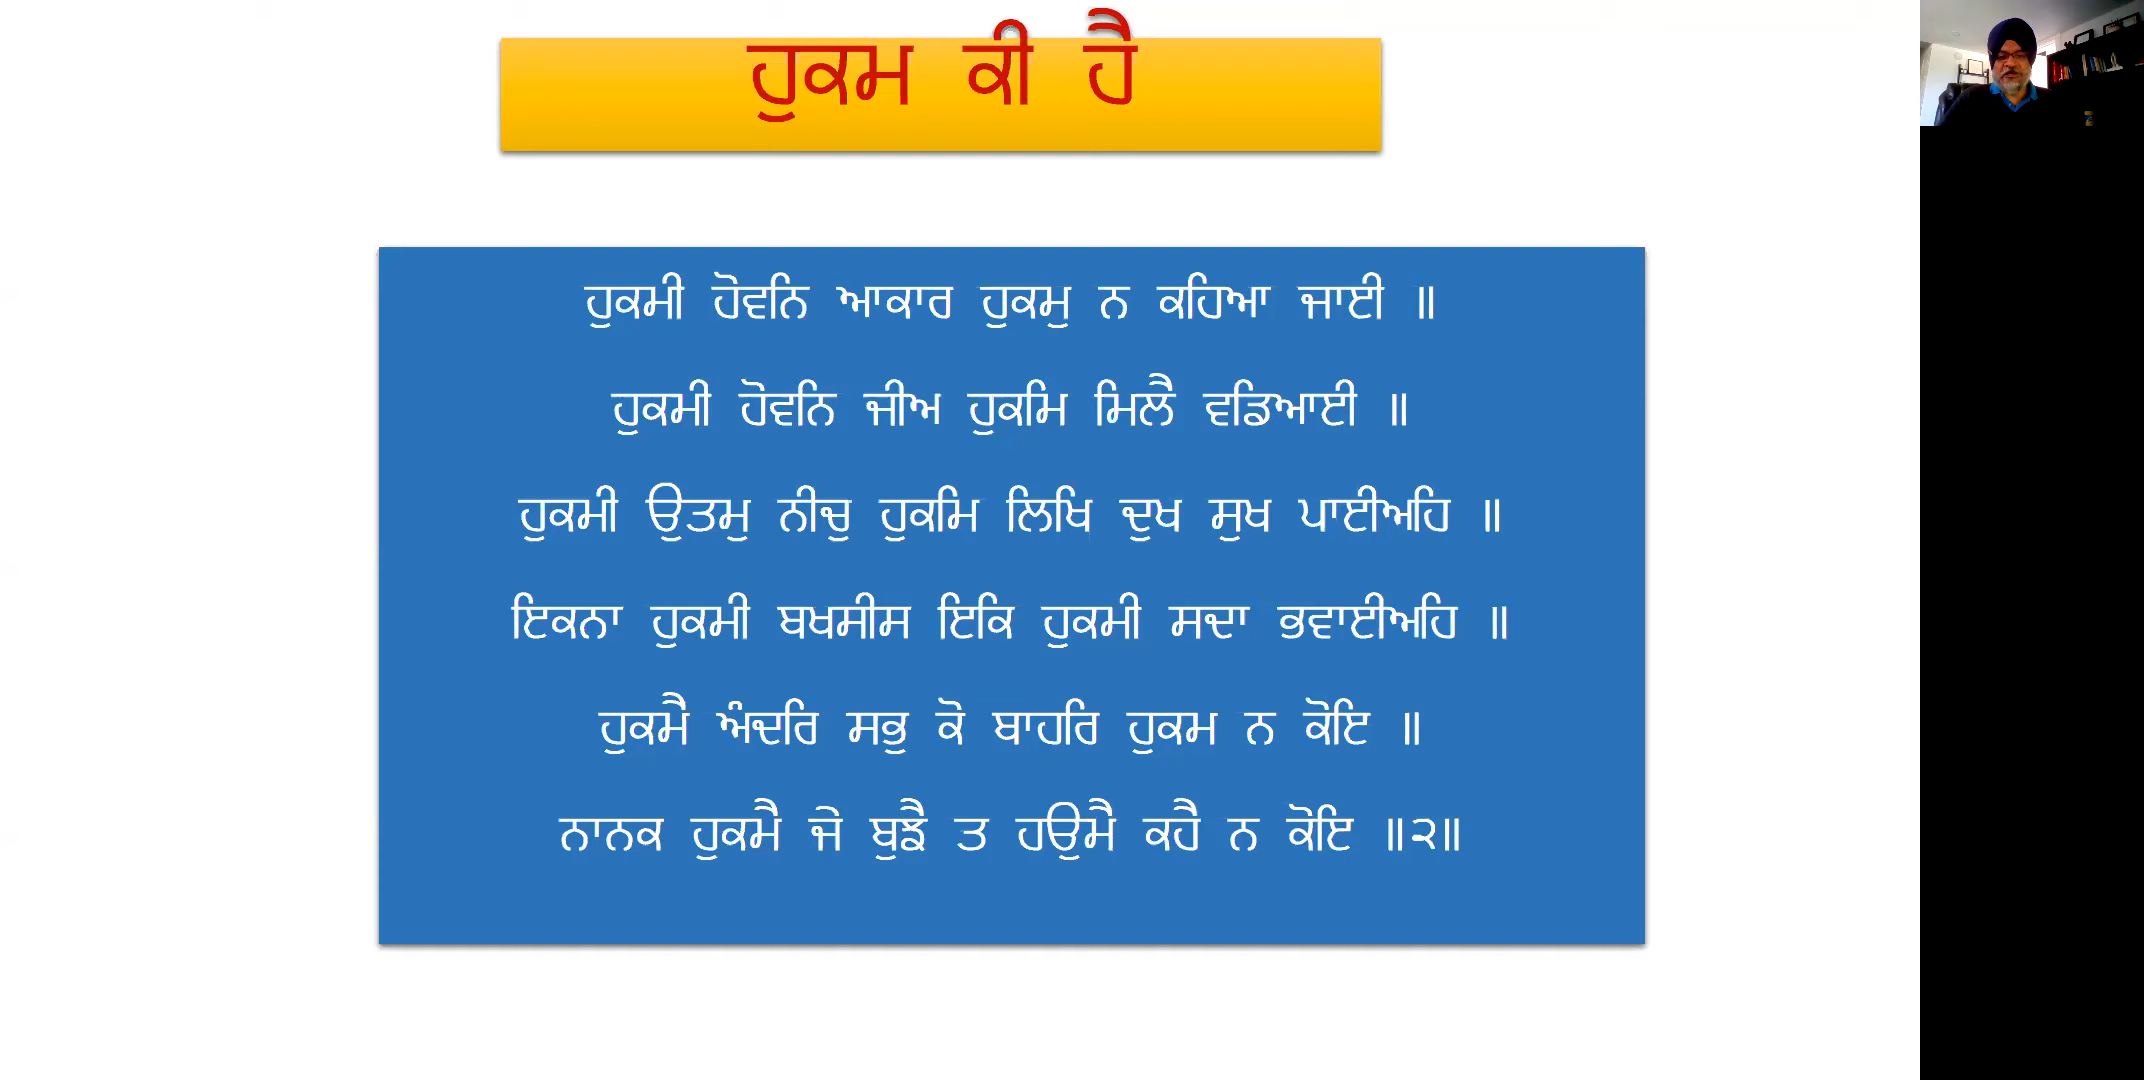 ਹੁਕਮ ਕੀ ਹੈ
ਹੁਕਮੀ ਹੋਵਨਿ ਆਕਾਰ ਹੁਕਮੁ ਨ ਕਹਿਆ ਜਾਈ ॥
ਹੁਕਮੀ ਹੋਵਨਿ ਜੀਅ ਹੁਕਮਿ ਮਿਲੈ ਵਡਿਆਈ ॥
ਹੁਕਮੀ ਉਤਮੁ ਨੀਚੁ ਹੁਕਮਿ ਲਿਖਿ ਦੁਖ ਸੁਖ ਪਾਈਅਹਿ ॥
ਇਕਨਾ ਹੁਕਮੀ ਬਖਸੀਸ ਇਕਿ ਹੁਕਮੀ ਸਦਾ ਭਵਾਈਅਹਿ ॥
ਹੁਕਮੈ ਅੰਦਰਿ ਸਭੁ ਕੋ ਬਾਹਰਿ ਹੁਕਮ ਨ ਕੋਇ ॥
ਨਾਨਕ ਹੁਕਮੈ ਜੇ ਬੁਝੈ ਤ ਹਉਮੈ ਕਹੈ ਨ ਕੋਇ ॥੨॥